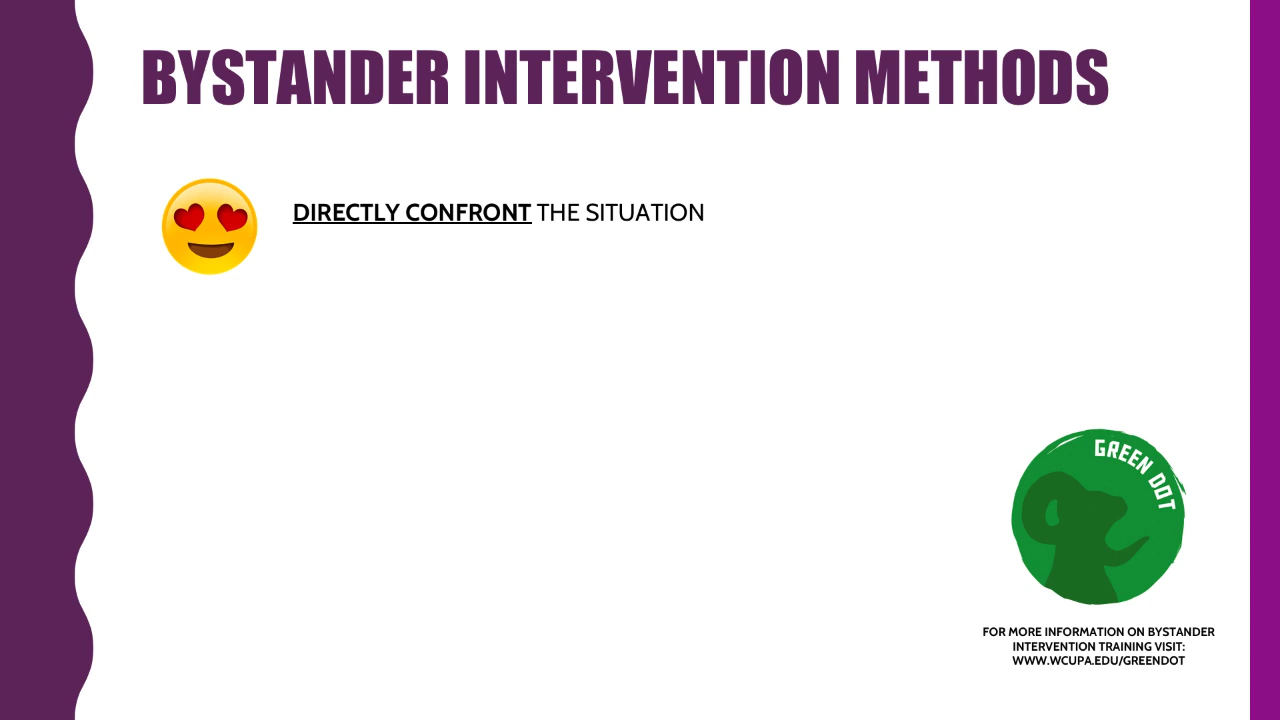 BYSTANDER INTERVENTION METHODS
DIRECTLY CONFRONT THE SITUATION
GREEN DOT
FOR MORE INFORMATION ON BYSTANDER
INTERVENTION TRAINING VISIT:
WWW.WCUPA.EDU/GREENDOT